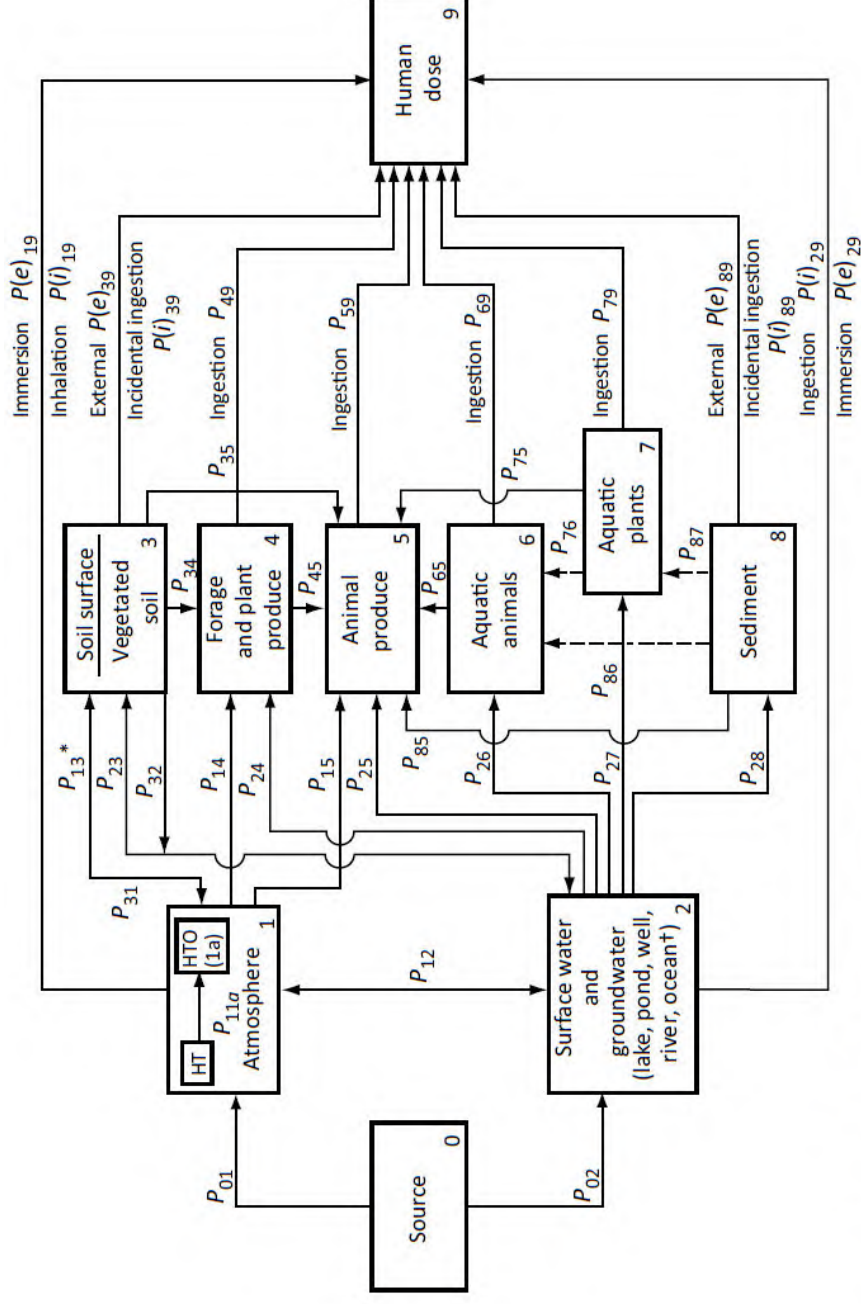 Immersion P(e)19
Inhalation P(i)19
External P(e)39
Incidental ingestion
P(i)39
Ingestion P49
Ingestion P59
Ingestion P69
Ingestion P79
External P(e)89
Incidental ingestion
P(i)89
Ingestion P(i)29
Immersion P(e)29
Source
0
P01
P02
HT
P11a
HTO
(1a)
Atmosphere
1
P12
Surface water
and
groundwater
(lake, pond, well,
river, ocean†)
2
P31
P13*
P23
P32
P14
P24
P15
P25
P85
P26
P27
P86
P28
Soil surface
Vegetated
soil
3
P34
P35
Forage
and plant
produce
4
P45
Animal
produce
5
P65
Aquatic
animals
6
P76
P75
Aquatic
plants
7
P87
Sediment
8
Human
dose
9